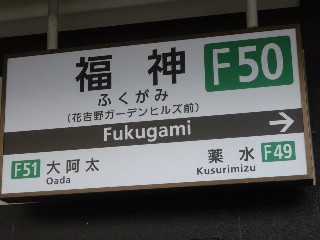 福神 F50
ふくがみ
(花吉野ガーデンヒルズ前)
Fukugami →
F51 大阿太 薬水 F49
Oada Kusurimizu